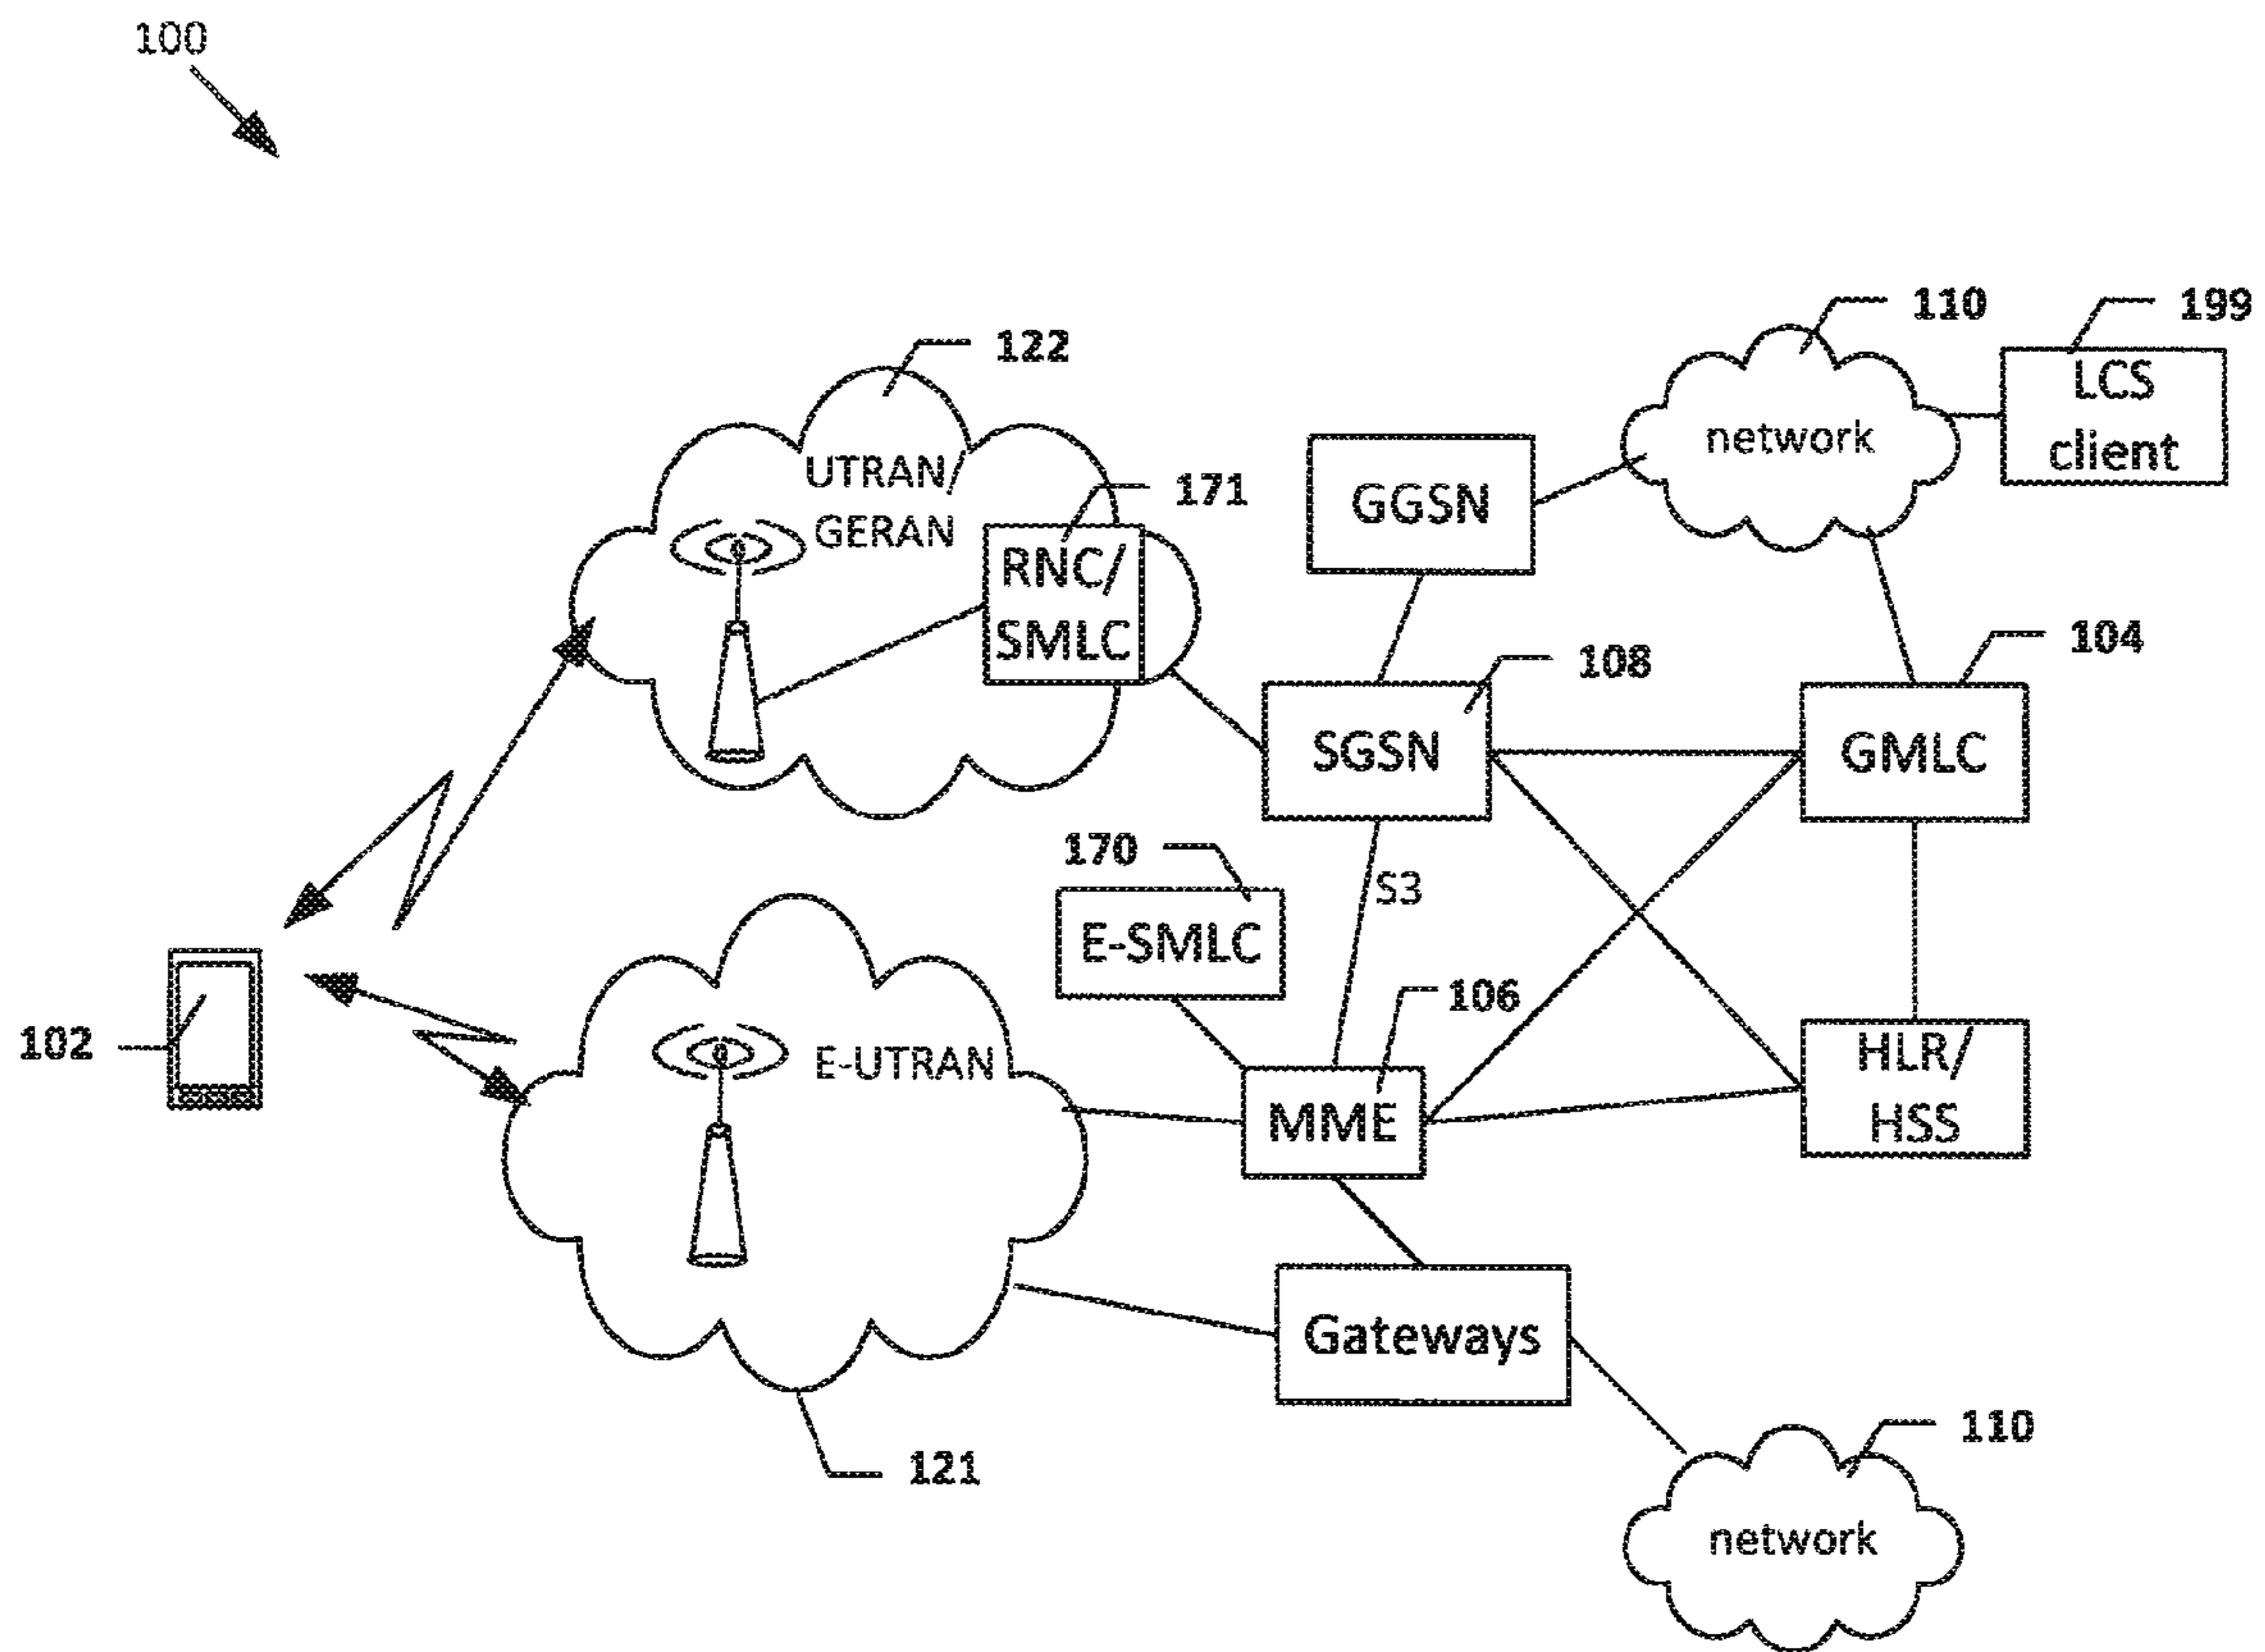 100
110
199
122
LCS
client
network
UTRAN/
GERAN
171
GGSN
RNC/
SMLC
104
108
SGSN
GMLC
170
S3
E-SMLC
106
102
E-UTRAN
MME
HLR/
HSS
Gateways
121
110
network